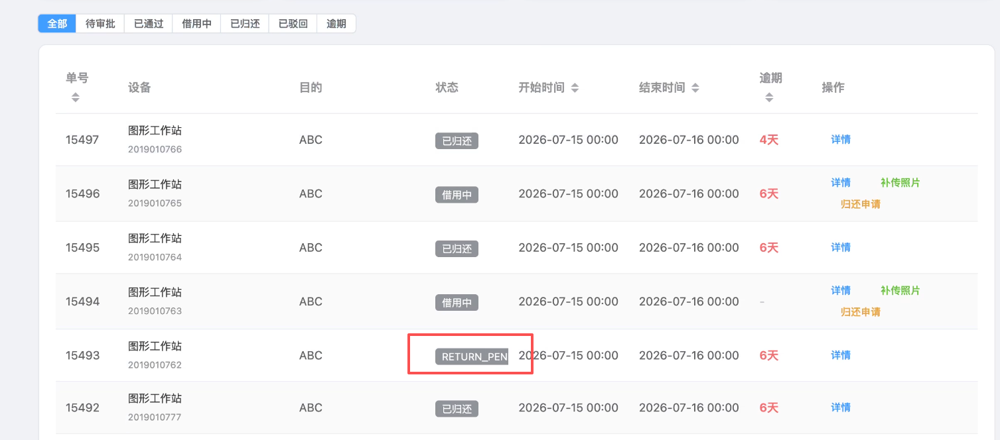 全部 待审批 已通过 借用中 已归还 已驳回 逾期
单号 设备 目的 状态 开始时间 结束时间 逾期 操作
图形工作站
15497 2019010766 ABC 已归还 2026-07-15 00:00 2026-07-16 00:00 4天 详情
图形工作站 详情 补传照片
15496 2019010765 ABC 借用中 2026-07-15 00:00 2026-07-16 00:00 6天 归还申请
图形工作站
15495 2019010764 ABC 已归还 2026-07-15 00:00 2026-07-16 00:00 6天 详情
图形工作站 详情 补传照片
15494 2019010763 ABC 借用中 2026-07-15 00:00 2026-07-16 00:00 - 归还申请
图形工作站
15493 2019010762 ABC RETURN_PEN 2026-07-15 00:00 2026-07-16 00:00 6天 详情
图形工作站
15492 2019010777 ABC 已归还 2026-07-15 00:00 2026-07-16 00:00 6天 详情